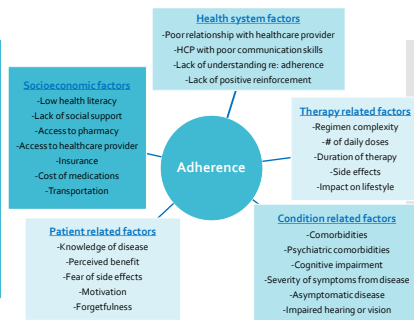 Health system factors
-Poor relationship with healthcare provider
-HCP with poor communication skills
-Lack of understanding re: adherence
-Lack of positive reinforcement
Socioeconomic factors
-Low health literacy
-Lack of social support
-Access to pharmacy
-Access to healthcare provider
-Insurance
-Cost of medications
-Transportation
Adherence
Therapy related factors
-Regimen complexity
-# of daily doses
-Duration of therapy
-Side effects
-Impact on lifestyle
Patient related factors
-Knowledge of disease
-Perceived benefit
-Fear of side effects
-Motivation
-Forgetfulness
Condition related factors
-Comorbidities
-Psychiatric comorbidities
-Cognitive impairment
-Severity of symptoms from disease
-Asymptomatic disease
-Impaired hearing or vision